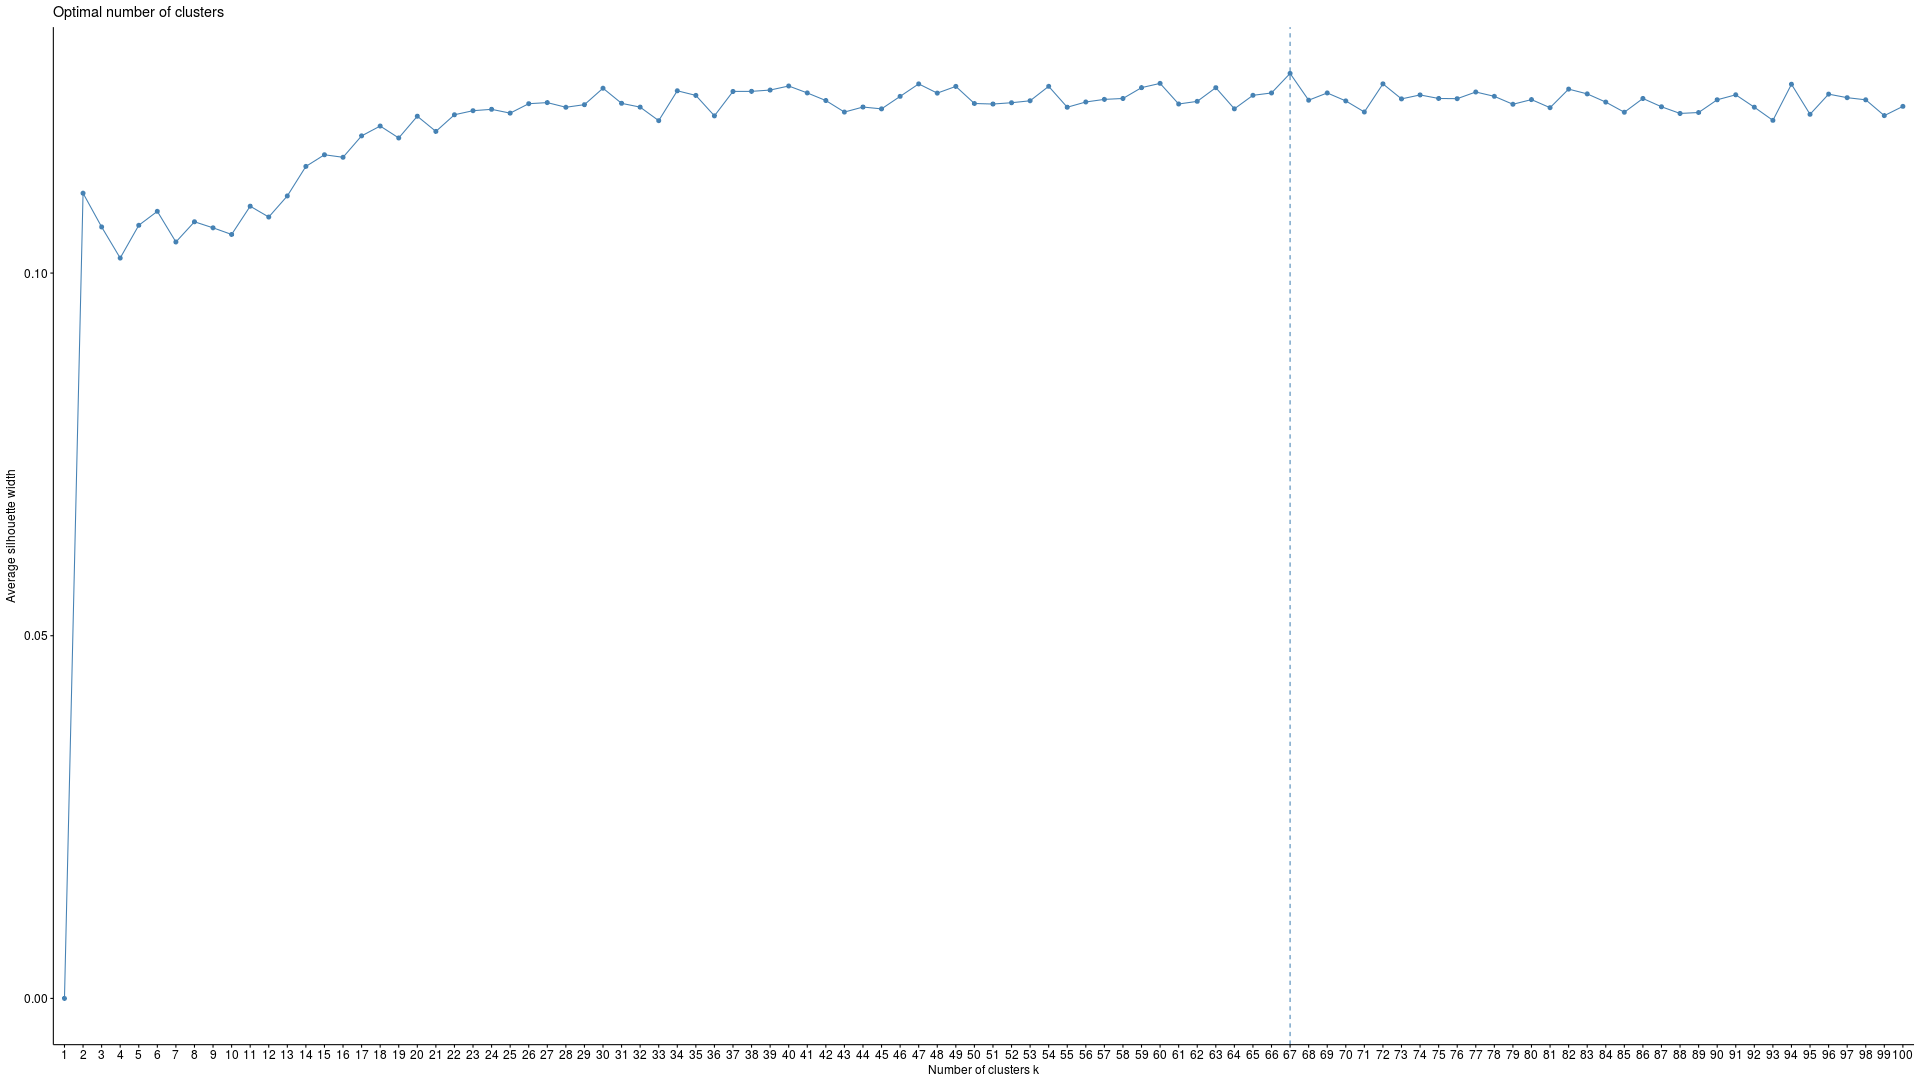 Optimal number of clusters
Average silhouette width
0.10
0.05
0.00
1 2 3 4 5 6 7 8 9 10 11 12 13 14 15 16 17 18 19 20 21 22 23 24 25 26 27 28 29 30 31 32 33 34 35 36 37 38 39 40 41 42 43 44 45 46 47 48 49 50 51 52 53 54 55 56 57 58 59 60 61 62 63 64 65 66 67 68 69 70 71 72 73 74 75 76 77 78 79 80 81 82 83 84 85 86 87 88 89 90 91 92 93 94 95 96 97 98 99 100
Number of clusters k